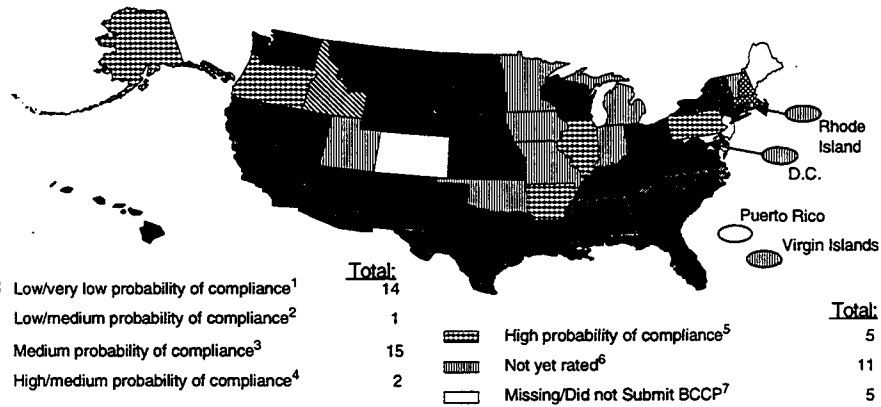 Rhode
Island
D.C.
Puerto Rico
Virgin Islands
Total:
Low/very low probability of compliance1 14
Low/medium probability of compliance2 1
Medium probability of compliance3 15
High/medium probability of compliance4 2
Total:
High probability of compliance5 5
Not yet rated6 11
Missing/Did not Submit BCCP7 5